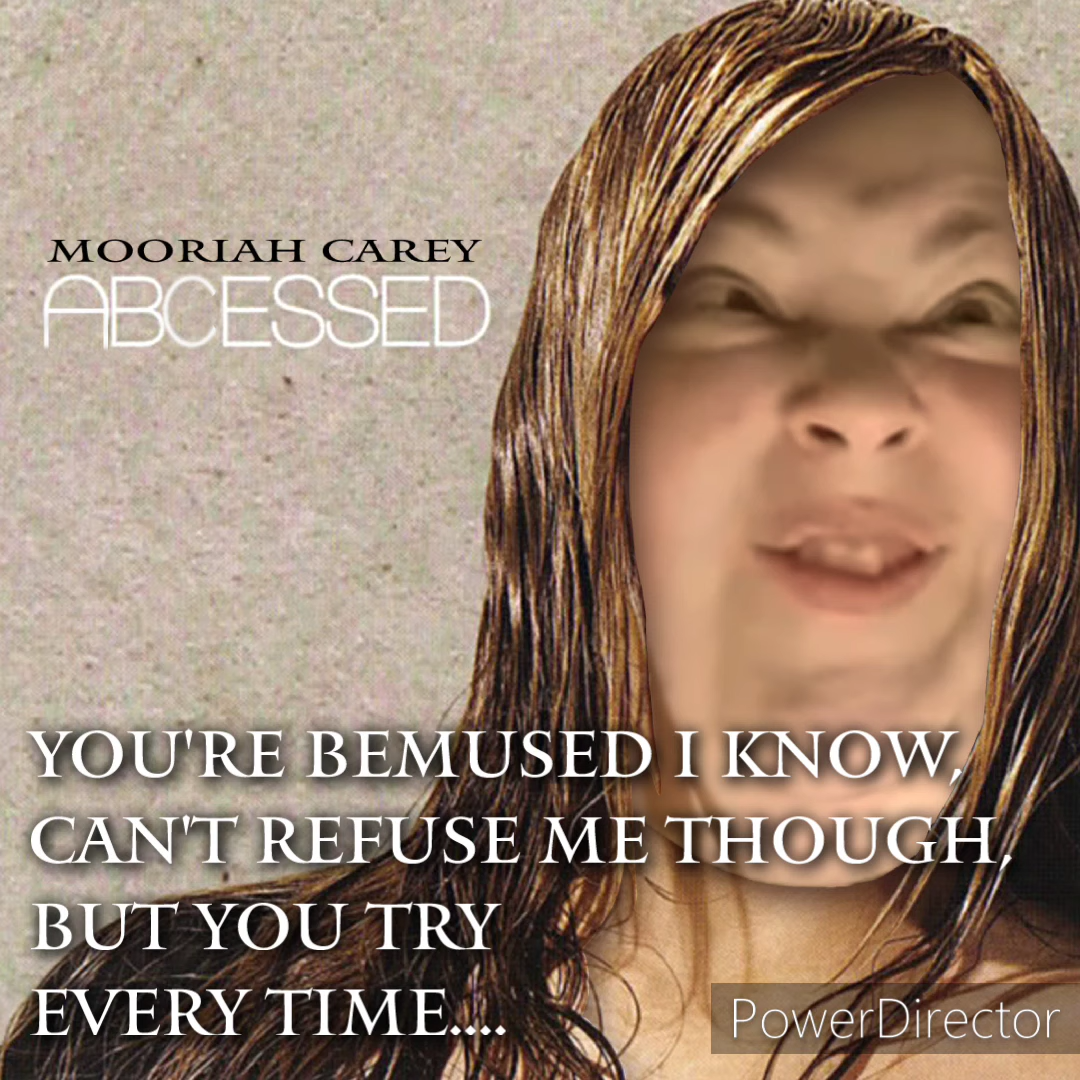 MOORIAH CAREY
ABCESSED
YOU'RE BEMUSED I KNOW,
CAN'T REFUSE ME THOUGH,
BUT YOU TRY
EVERY TIME....
PowerDirector